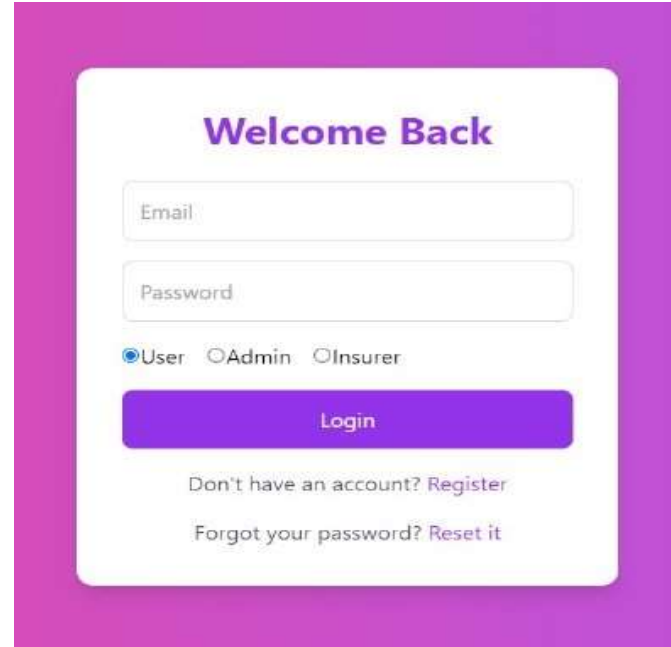 Welcome Back
Email
Password
User Admin Insurer
Login
Don't have an account? Register
Forgot your password? Reset it